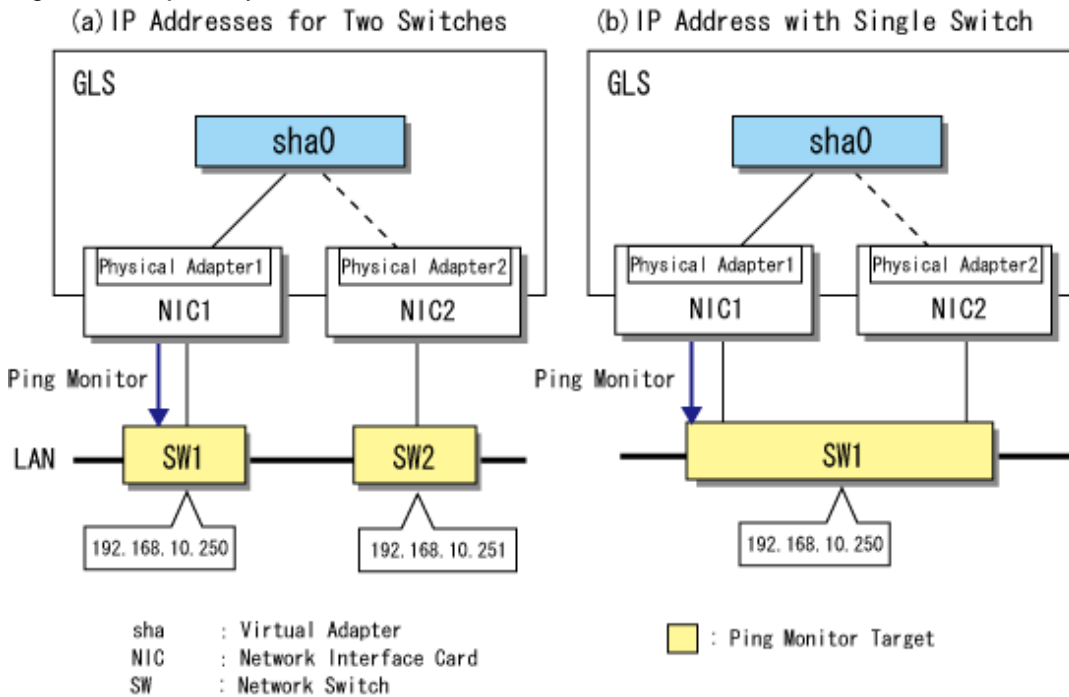 (a)IP Addresses for Two Switches
GLS
sha0
Physical Adapter1
Physical Adapter2
NIC1
NIC2
Ping Monitor
LAN
SW1
SW2
192.168.10.250
192.168.10.251
(b)IP Address with Single Switch
GLS
sha0
Physical Adapter1
Physical Adapter2
NIC1
NIC2
Ping Monitor
SW1
192.168.10.250
sha : Virtual Adapter
NIC : Network Interface Card
SW : Network Switch
: Ping Monitor Target